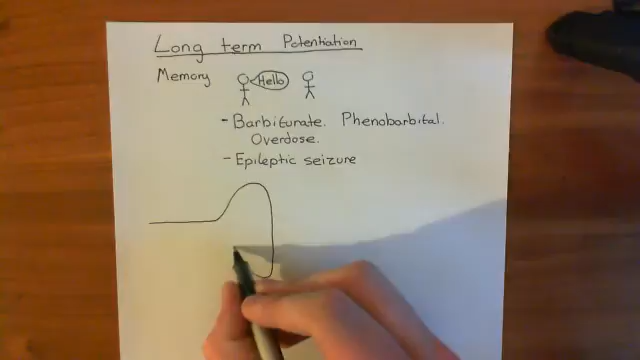 Long term Potentiation
Memory
Hello
- Barbiturate. Phenobarbital.
Overdose.
- Epileptic seizure